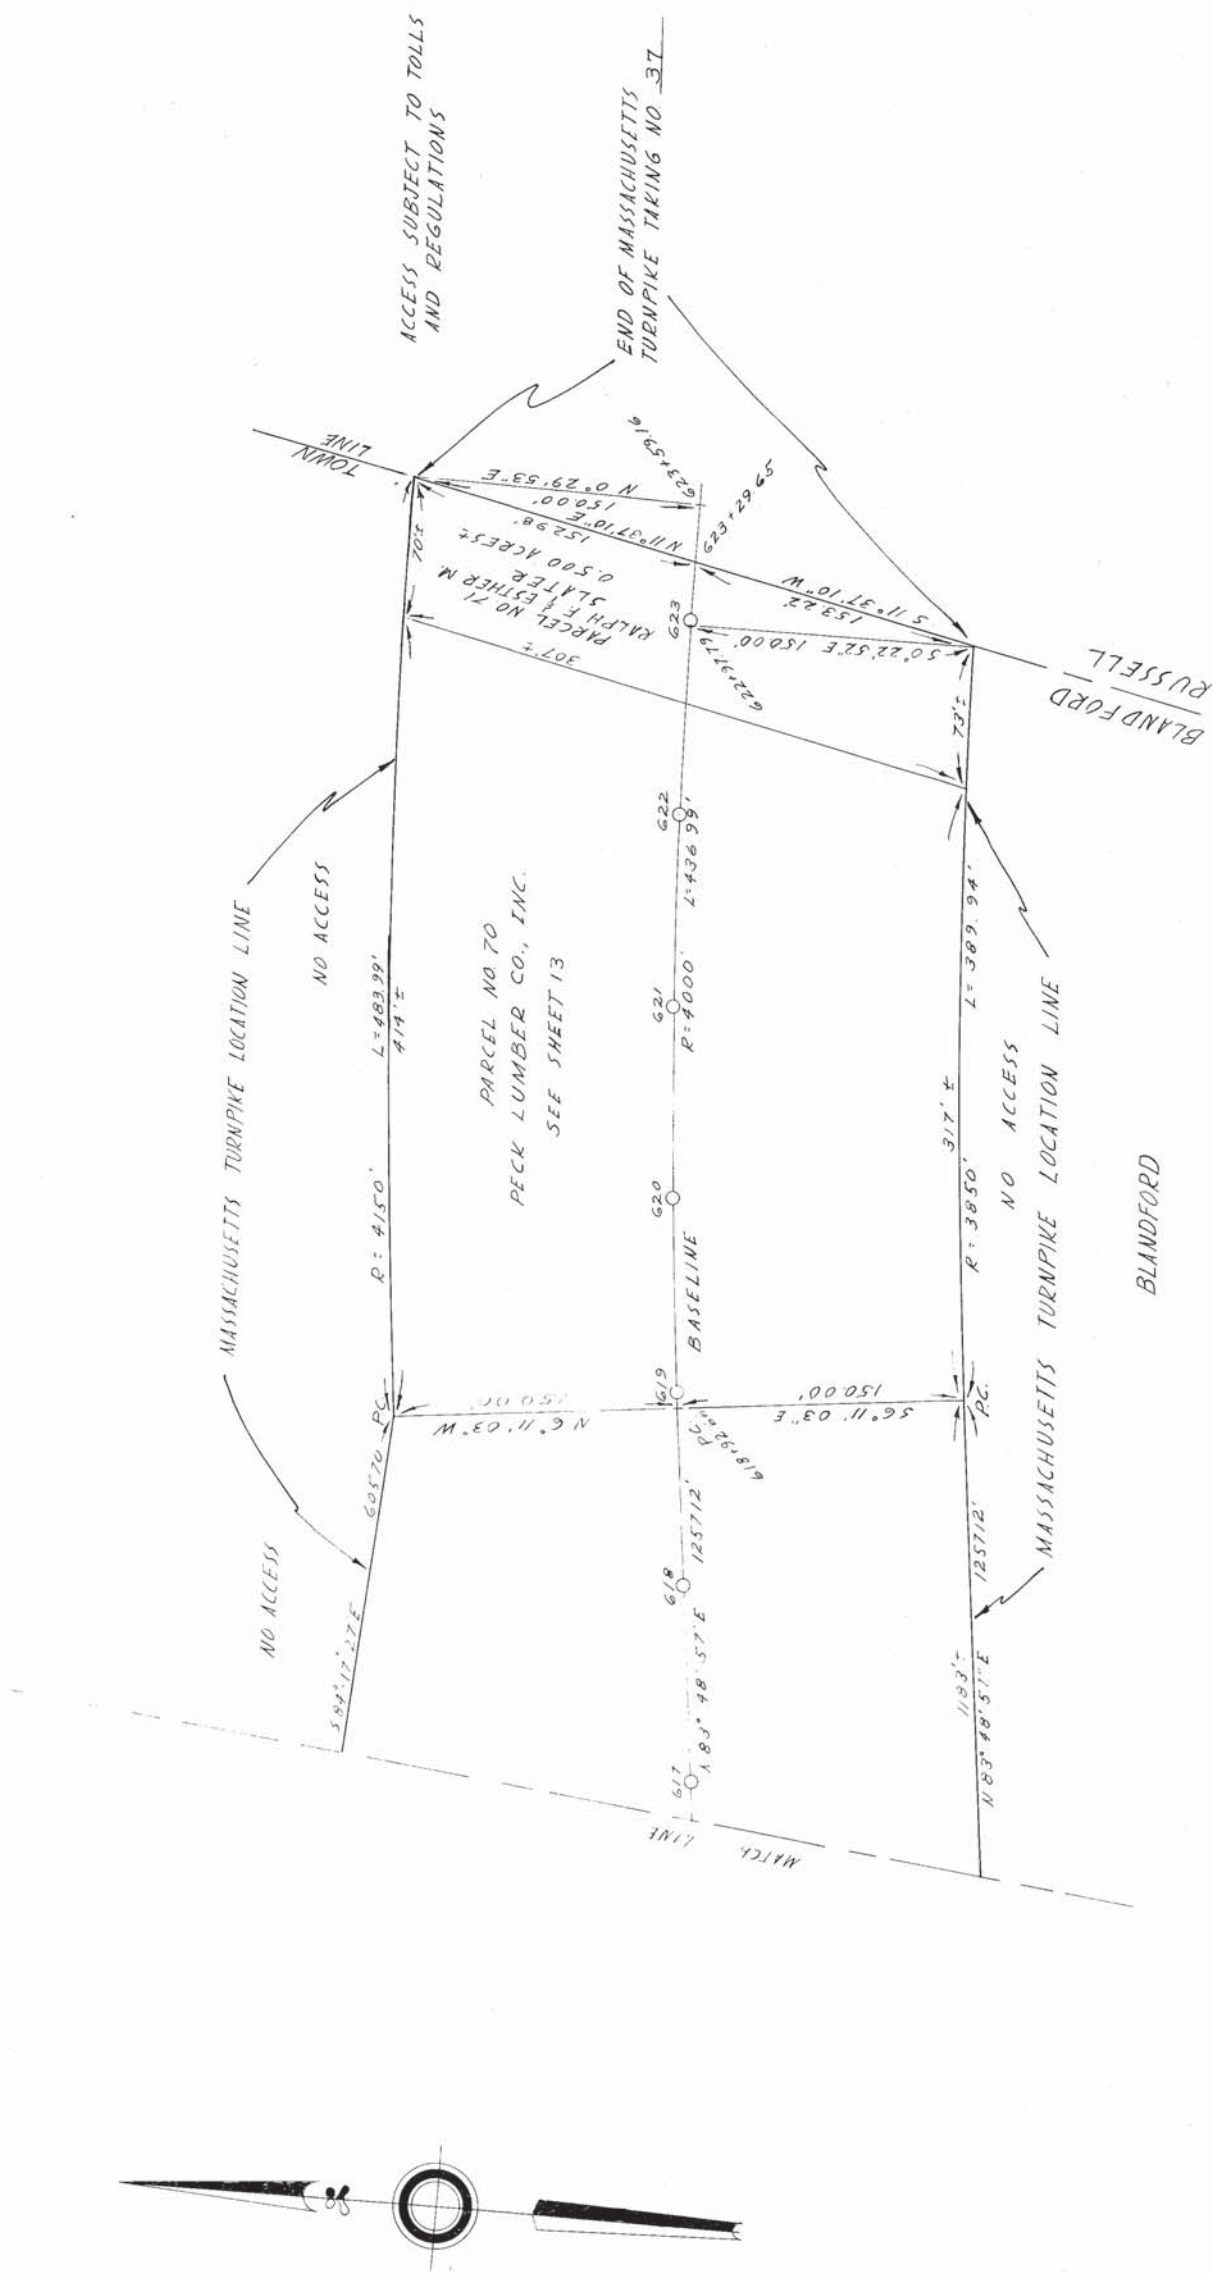 ACCESS SUBJECT TO TOLLS
AND REGULATIONS
END OF MASSACHUSETTS
TURNPIKE TAKING NO. 37
TOWN
LINE
MASSACHUSETTS TURNPIKE LOCATION LINE
NO ACCESS
NO ACCESS
S 84° 17' 27" E
605.70
P.C.
R = 4150'
L = 483.99'
414' ±
70' ±
N 6° 11' 03" W
150.00'
PARCEL NO. 70
PECK LUMBER CO., INC.
SEE SHEET 13
PARCEL NO 71
RALPH F. & ESTHER M.
SLATER
0.500 ACRES ±
307' ±
N 11° 37' 10" E
152.98'
150.00'
N 0° 29' 53" E
623+59.16
623+29.65
622+97.79
MATCH
LINE
617
618
619
620
621
622
623
83° 48' 57" E
1257.12'
P.C.
BASELINE
R = 4000'
L = 436.99'
S 6° 11' 03" E
150.00'
S 0° 22' 52" E 150.00'
S 11° 37' 10" W
153.22'
1183' ±
N 83° 48' 57" E
1257.12'
P.C.
R = 3850'
317' ±
L = 389.94'
73' ±
NO ACCESS
MASSACHUSETTS TURNPIKE LOCATION LINE
BLANDFORD
RUSSELL
BLANDFORD